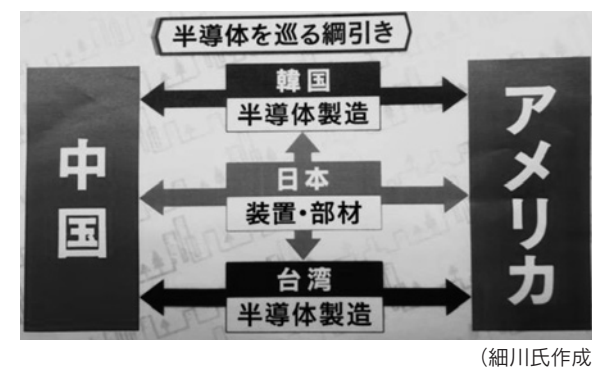 半導体を巡る綱引き
中国
韓国
半導体製造
日本
装置・部材
台湾
半導体製造
アメリカ
（細川氏作成